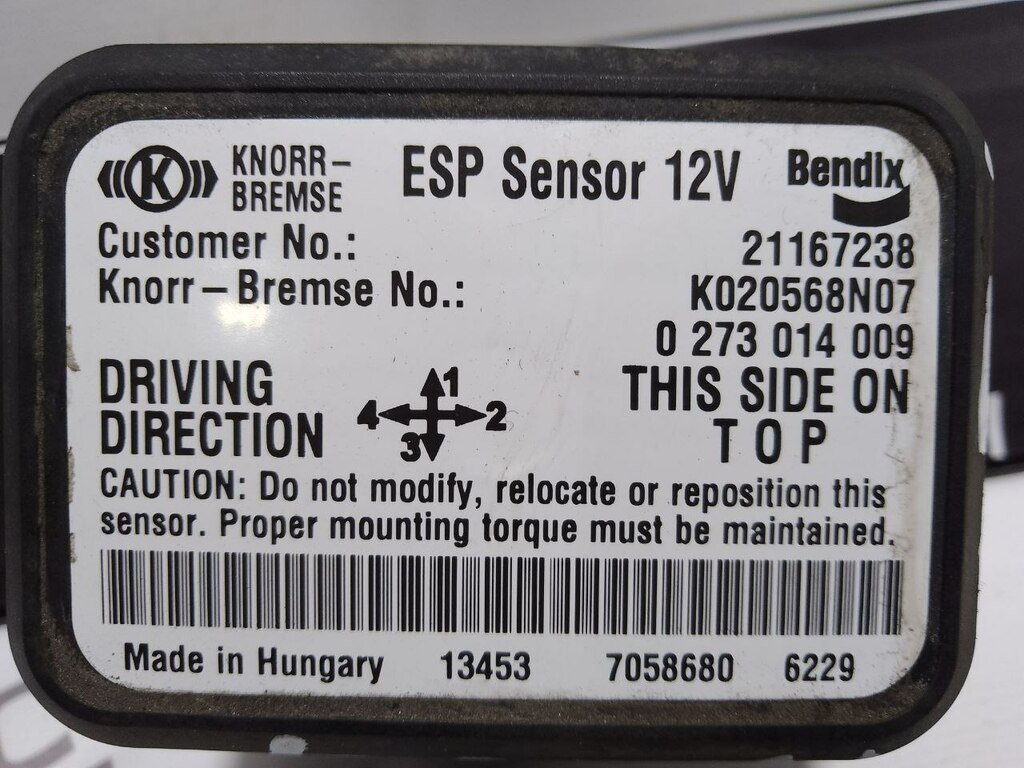 K KNORR-
BREMSE
ESP Sensor 12V
Bendix
Customer No.: 21167238
Knorr-Bremse No.: K020568N07
0 273 014 009
DRIVING
DIRECTION
1
4 2
3
THIS SIDE ON
TOP
CAUTION: Do not modify, relocate or reposition this
sensor. Proper mounting torque must be maintained.
Made in Hungary 13453 7058680 6229